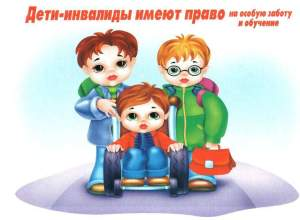 Дети-инвалиды имеют право на особую заботу
и обучение